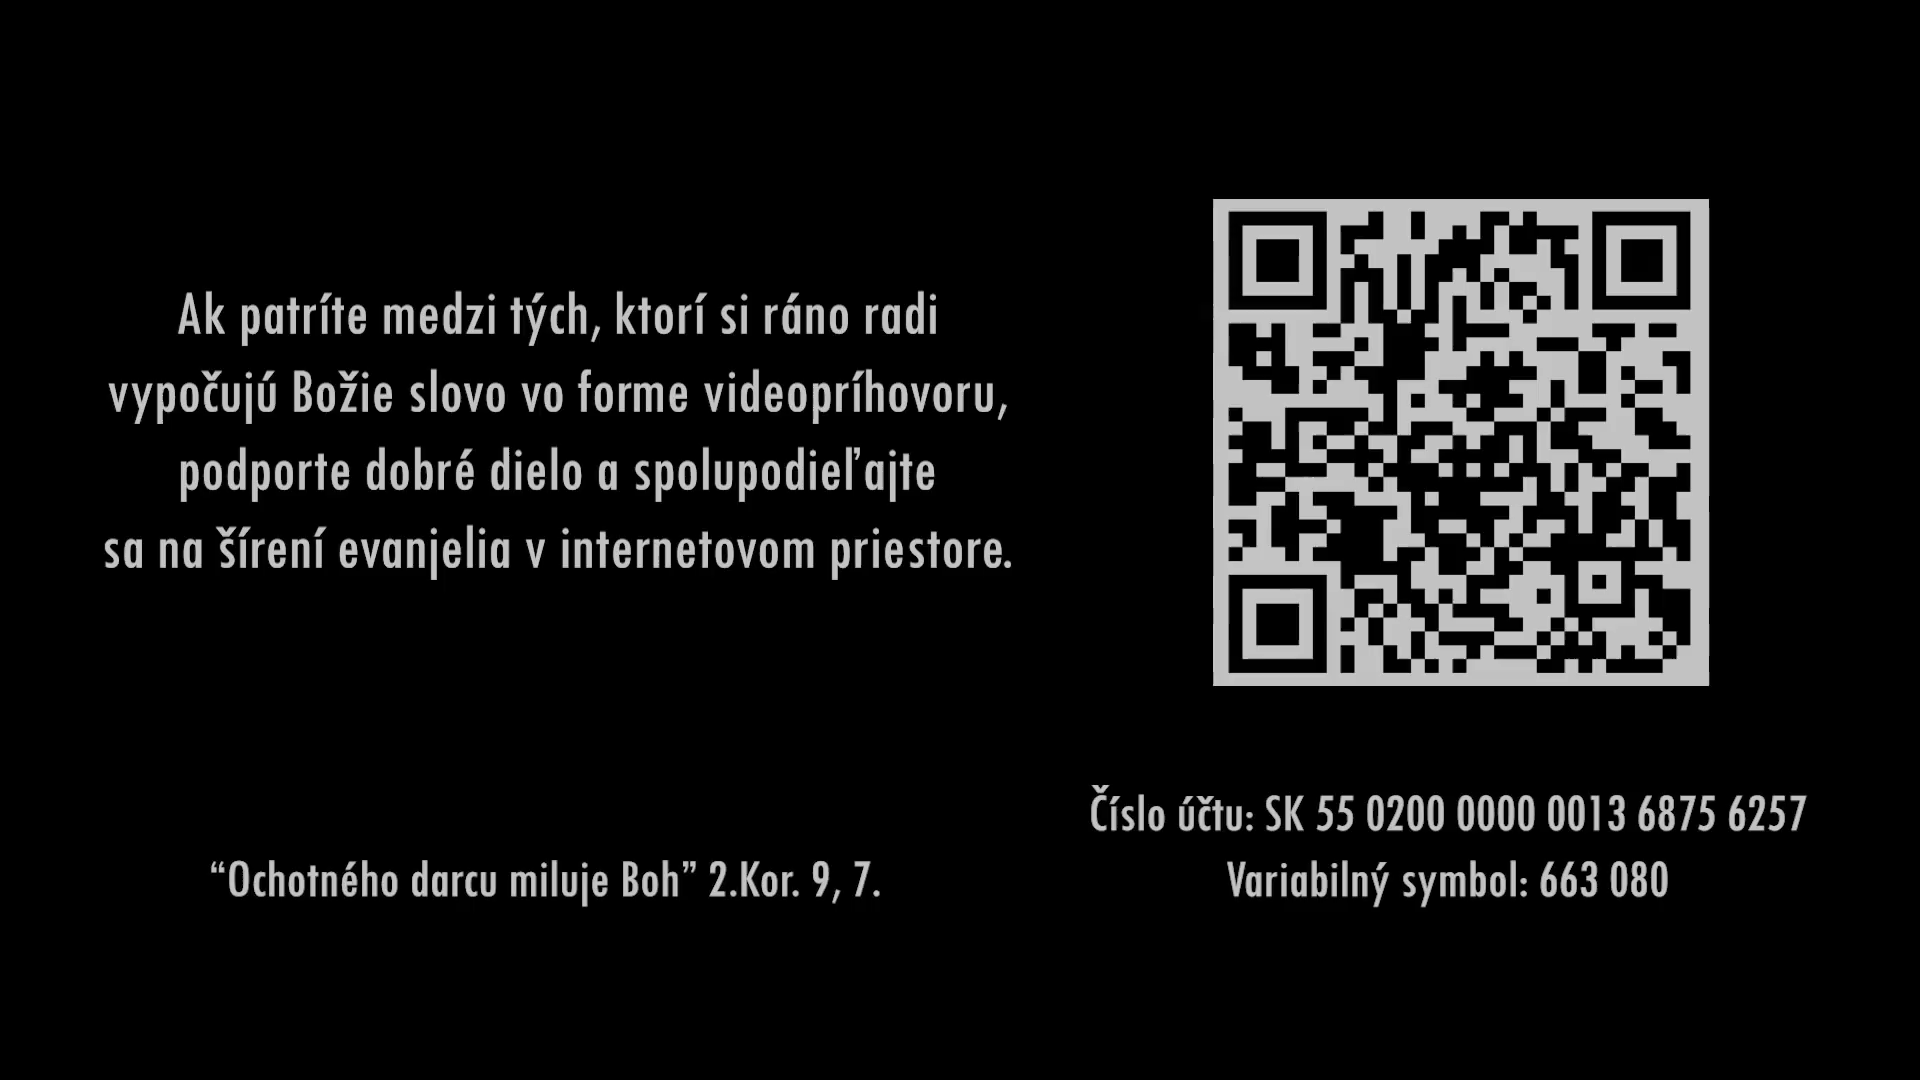 Ak patríte medzi tých, ktorí si ráno radi
vypočujú Božie slovo vo forme videopríhovoru,
podporte dobré dielo a spolupodieľajte
sa na šírení evanjelia v internetovom priestore.
“Ochotného darcu miluje Boh” 2.Kor. 9, 7.
Číslo účtu: SK 55 0200 0000 0013 6875 6257
Variabilný symbol: 663 080